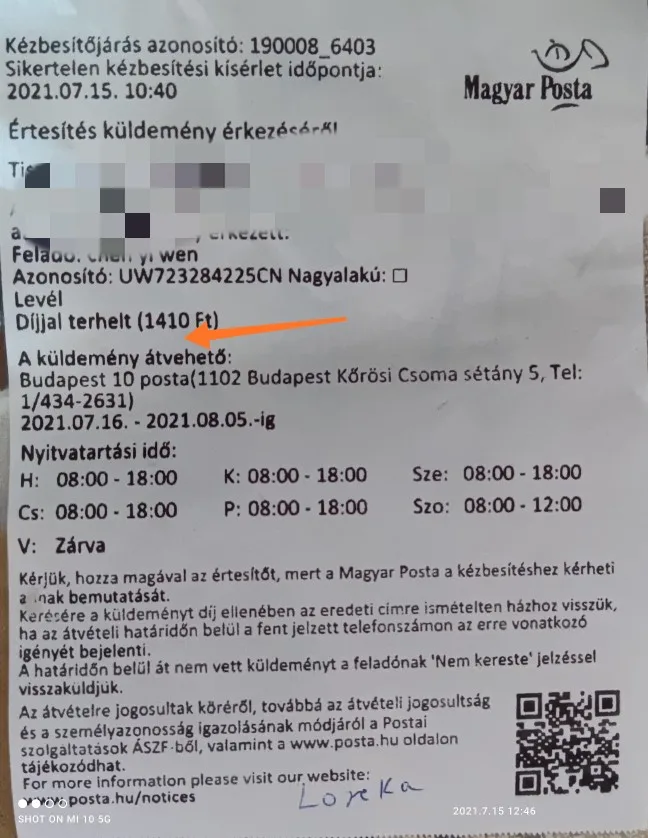 Kézbesítőjárás azonosító: 190008_6403
Sikertelen kézbesítési kísérlet időpontja:
2021.07.15. 10:40
Magyar Posta
Értesítés küldemény érkezéséről
érkezett:
Feladó: yi wen
Azonosító: UW723284225CN Nagyalakú: ☐
Levél
Díjjal terhelt (1410 Ft)
A küldemény átvehető:
Budapest 10 posta(1102 Budapest Kőrösi Csoma sétány 5, Tel:
1/434-2631)
2021.07.16. - 2021.08.05.-ig
Nyitvatartási idő:
H: 08:00 - 18:00 K: 08:00 - 18:00 Sze: 08:00 - 18:00
Cs: 08:00 - 18:00 P: 08:00 - 18:00 Szo: 08:00 - 12:00
V: Zárva
Kérjük, hozza magával az értesítőt, mert a Magyar Posta a kézbesítéshez kérheti
bemutatását.
Kérésére a küldeményt díj ellenében az eredeti címre ismételten házhoz visszük,
ha az átvételi határidőn belül a fent jelzett telefonszámon az erre vonatkozó
igényét bejelenti.
A határidőn belül át nem vett küldeményt a feladónak 'Nem kereste' jelzéssel
visszaküldjük.
Az átvételre jogosultak köréről, továbbá az átvételi jogosultság
és a személyazonosság igazolásának módjáról a Postai
szolgáltatások ÁSZF-ből, valamint a www.posta.hu oldalon
tájékozódhat.
For more information please visit our website:
www.posta.hu/notices
Loreka
SHOT ON MI 10 5G
2021.7.15 12:46